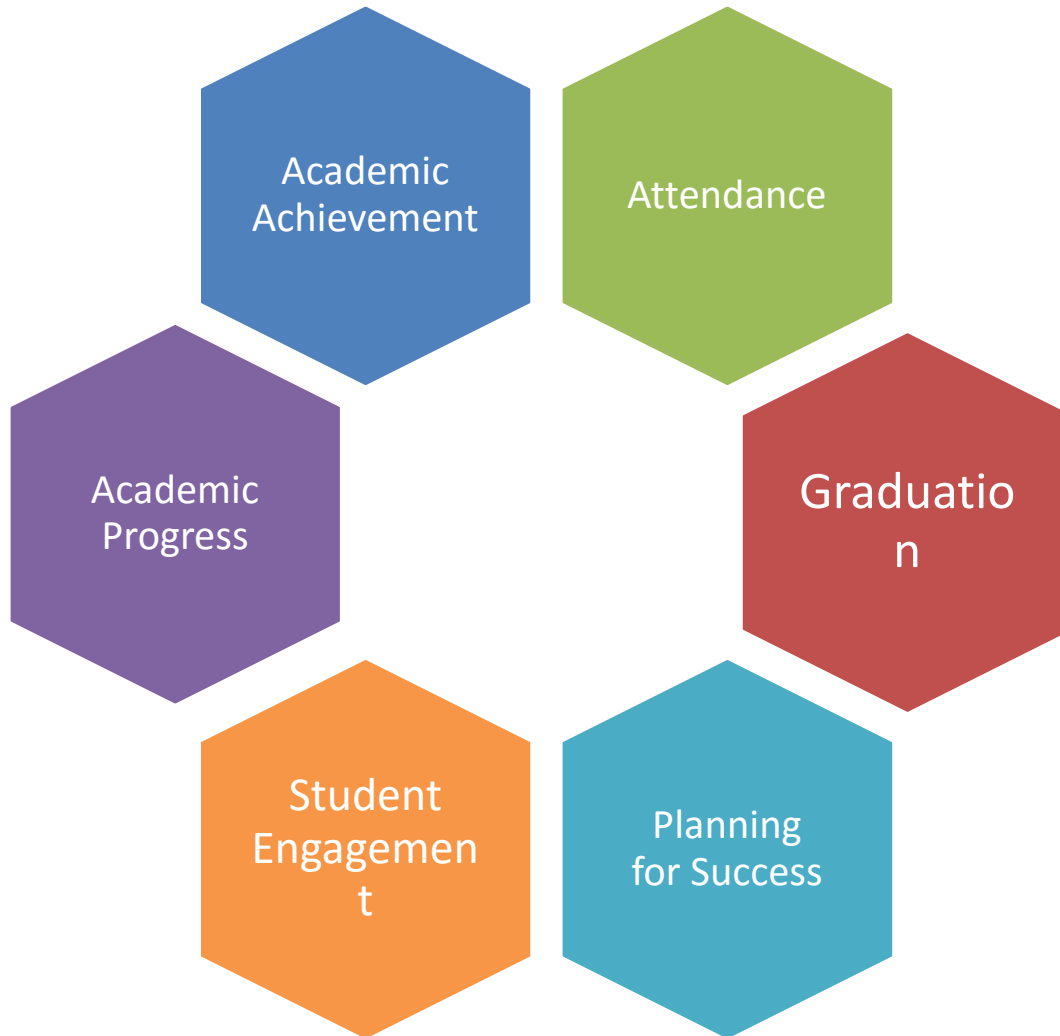 Academic
Achievement
Attendance
Academic
Progress
Graduatio
n
Student
Engagemen
t
Planning
for Success